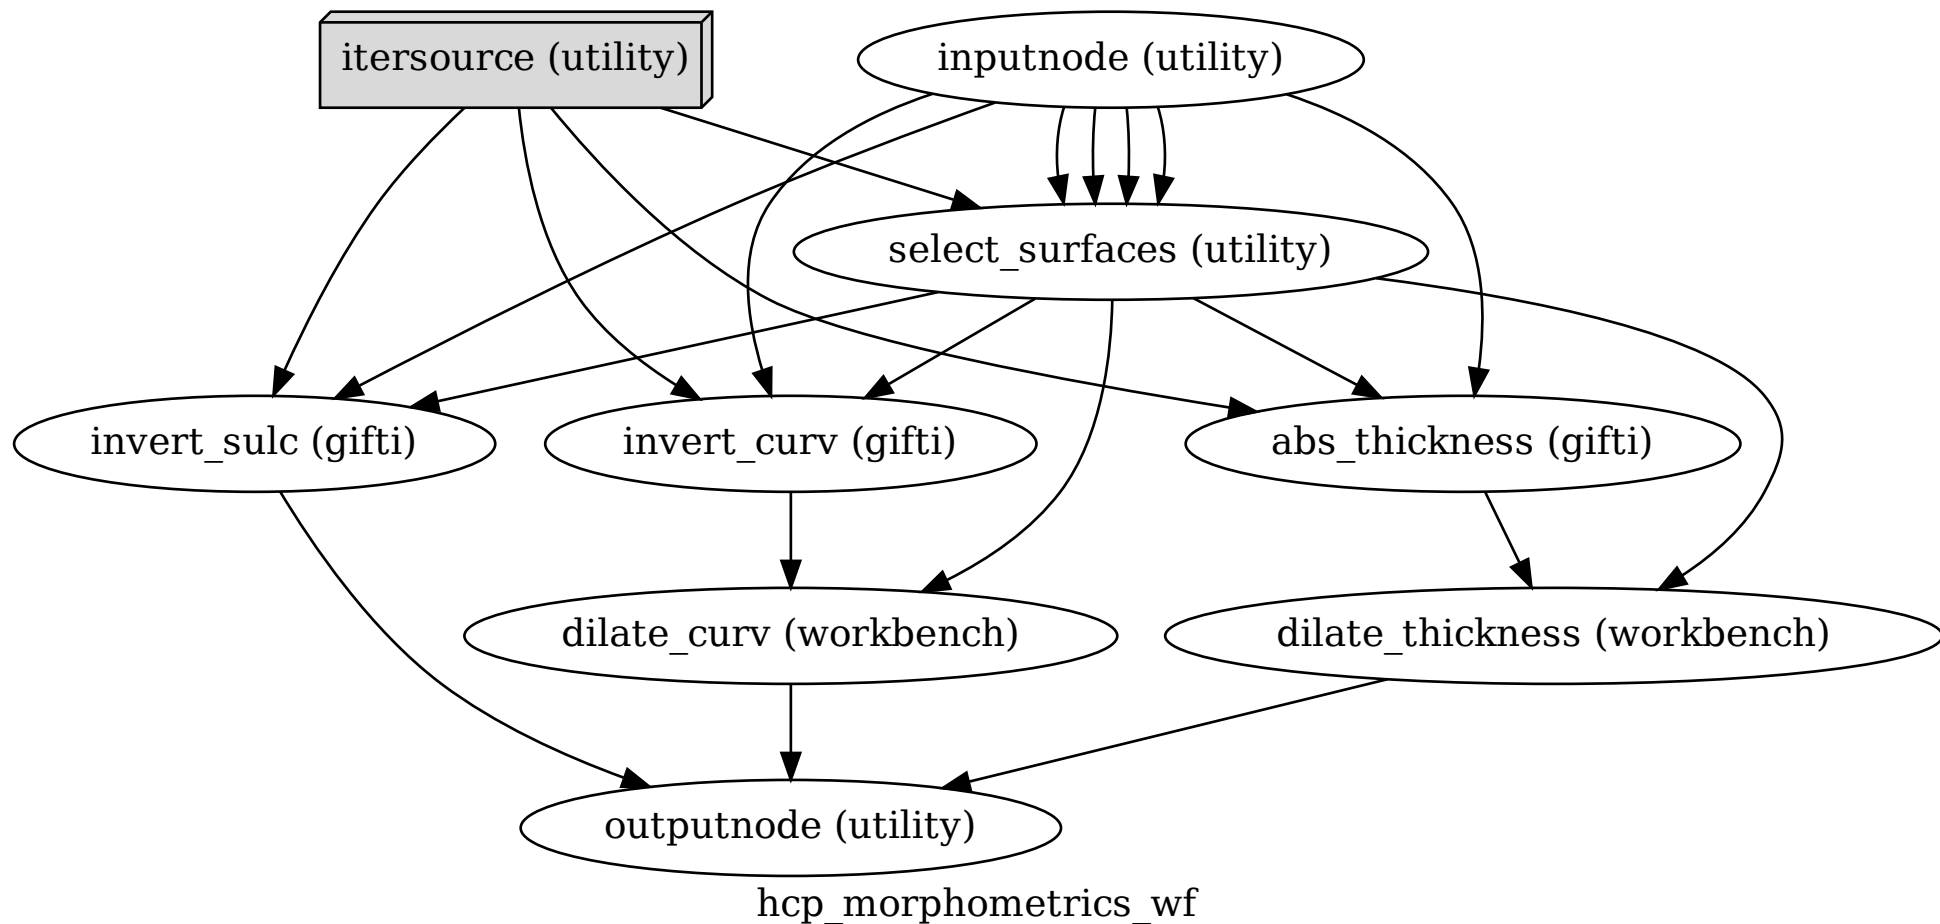 itersource (utility)
inputnode (utility)
select_surfaces (utility)
invert_sulc (gifti)
invert_curv (gifti)
abs_thickness (gifti)
dilate_curv (workbench)
dilate_thickness (workbench)
outputnode (utility)
hcp_morphometrics_wf